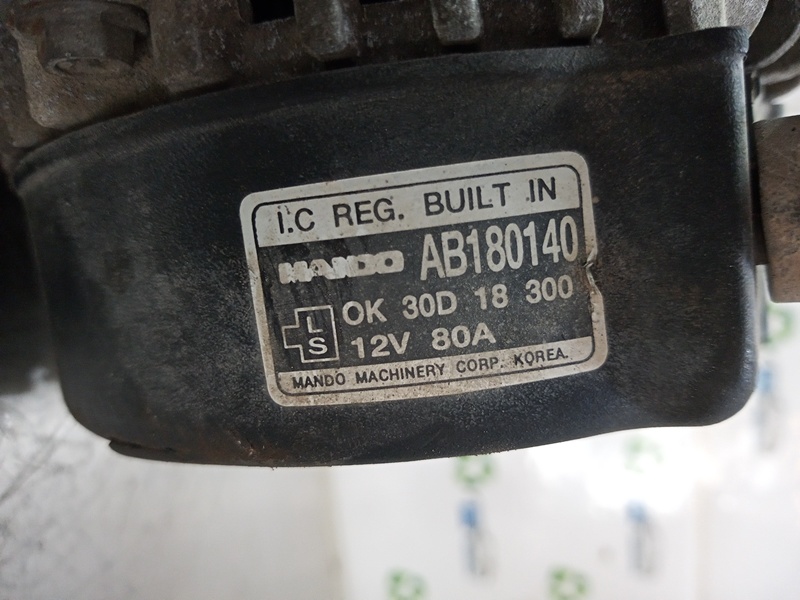 I.C REG. BUILT IN
MANDO AB180140
OK 30D 18 300
L
S
12V 80A
MANDO MACHINERY CORP. KOREA.